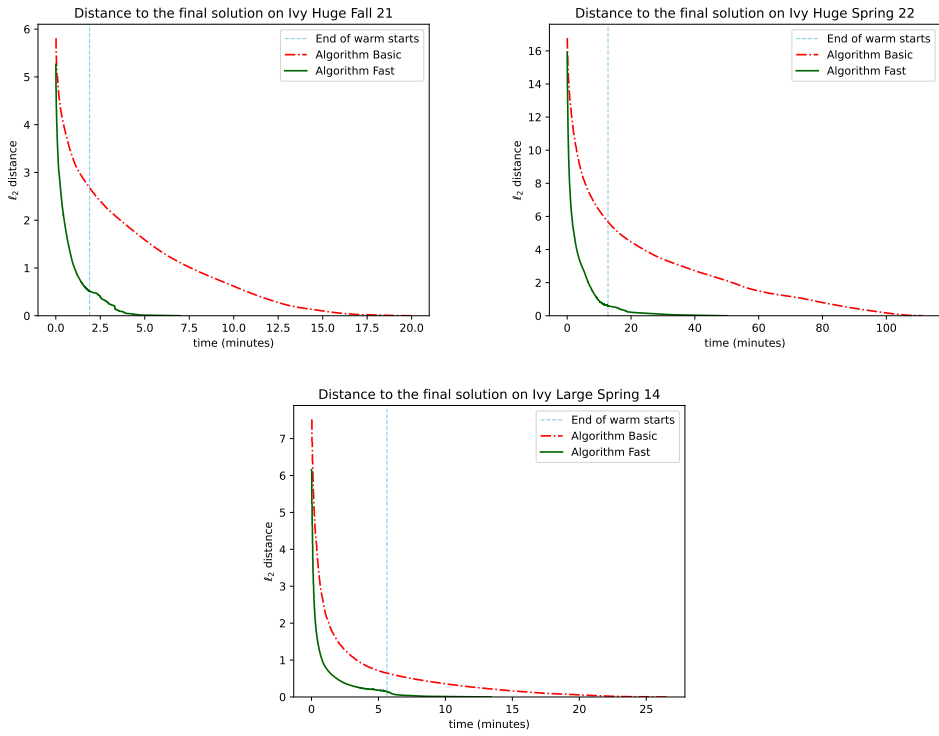 Distance to the final solution on Ivy Huge Fall 21
6
5
4
3
2
1
0
ℓ₂ distance
0.0 2.5 5.0 7.5 10.0 12.5 15.0 17.5 20.0
time (minutes)
End of warm starts
Algorithm Basic
Algorithm Fast
Distance to the final solution on Ivy Huge Spring 22
16
14
12
10
8
6
4
2
0
ℓ₂ distance
0 20 40 60 80 100
time (minutes)
End of warm starts
Algorithm Basic
Algorithm Fast
Distance to the final solution on Ivy Large Spring 14
7
6
5
4
3
2
1
0
ℓ₂ distance
0 5 10 15 20 25
time (minutes)
End of warm starts
Algorithm Basic
Algorithm Fast